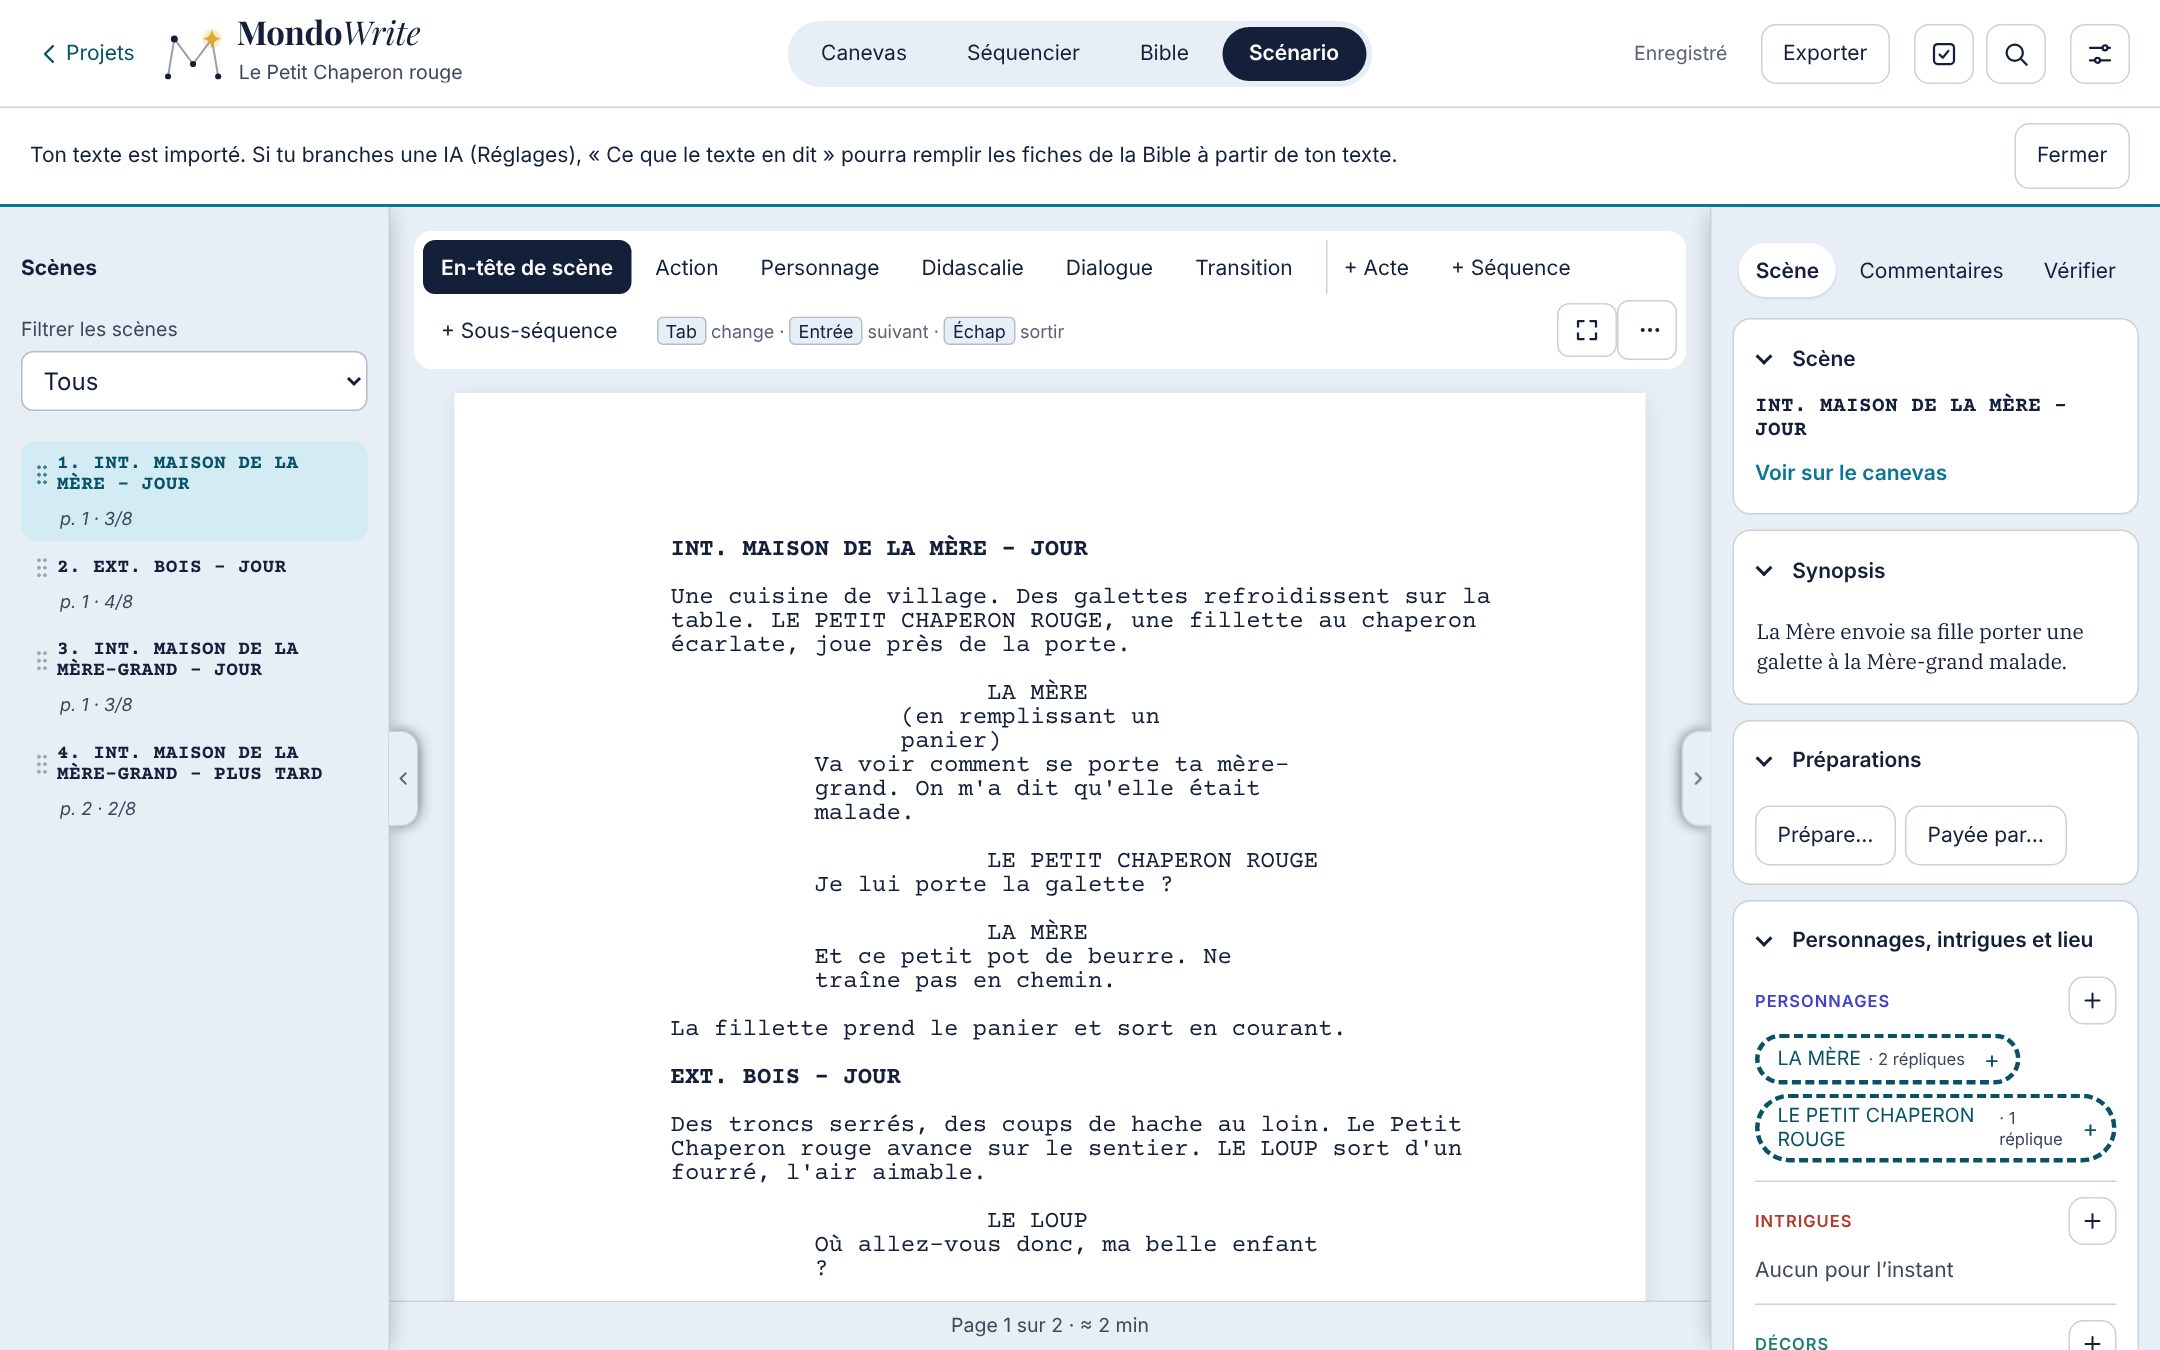 Projets
MondoWrite
Le Petit Chaperon rouge
Canevas
Séquencier
Bible
Scénario
Enregistré
Exporter
Ton texte est importé. Si tu branches une IA (Réglages), « Ce que le texte en dit » pourra remplir les fiches de la Bible à partir de ton texte.
Fermer
Scènes
Filtrer les scènes
Tous
1. INT. MAISON DE LA
MÈRE - JOUR
p. 1 · 3/8
2. EXT. BOIS - JOUR
p. 1 · 4/8
3. INT. MAISON DE LA
MÈRE-GRAND - JOUR
p. 1 · 3/8
4. INT. MAISON DE LA
MÈRE-GRAND - PLUS TARD
p. 2 · 2/8
En-tête de scène
Action
Personnage
Didascalie
Dialogue
Transition
+ Acte
+ Séquence
+ Sous-séquence
Tab change · Entrée suivant · Échap sortir
INT. MAISON DE LA MÈRE - JOUR
Une cuisine de village. Des galettes refroidissent sur la
table. LE PETIT CHAPERON ROUGE, une fillette au chaperon
écarlate, joue près de la porte.
LA MÈRE
(en remplissant un
panier)
Va voir comment se porte ta mère-
grand. On m'a dit qu'elle était
malade.
LE PETIT CHAPERON ROUGE
Je lui porte la galette ?
LA MÈRE
Et ce petit pot de beurre. Ne
traîne pas en chemin.
La fillette prend le panier et sort en courant.
EXT. BOIS - JOUR
Des troncs serrés, des coups de hache au loin. Le Petit
Chaperon rouge avance sur le sentier. LE LOUP sort d'un
fourré, l'air aimable.
LE LOUP
Où allez-vous donc, ma belle enfant
?
Page 1 sur 2 · ≈ 2 min
Scène
Commentaires
Vérifier
Scène
INT. MAISON DE LA MÈRE -
JOUR
Voir sur le canevas
Synopsis
La Mère envoie sa fille porter une
galette à la Mère-grand malade.
Préparations
Prépare...
Payée par...
Personnages, intrigues et lieu
PERSONNAGES
+
LA MÈRE · 2 répliques +
LE PETIT CHAPERON
ROUGE
· 1
réplique
+
INTRIGUES
+
Aucun pour l’instant
DÉCORS
+